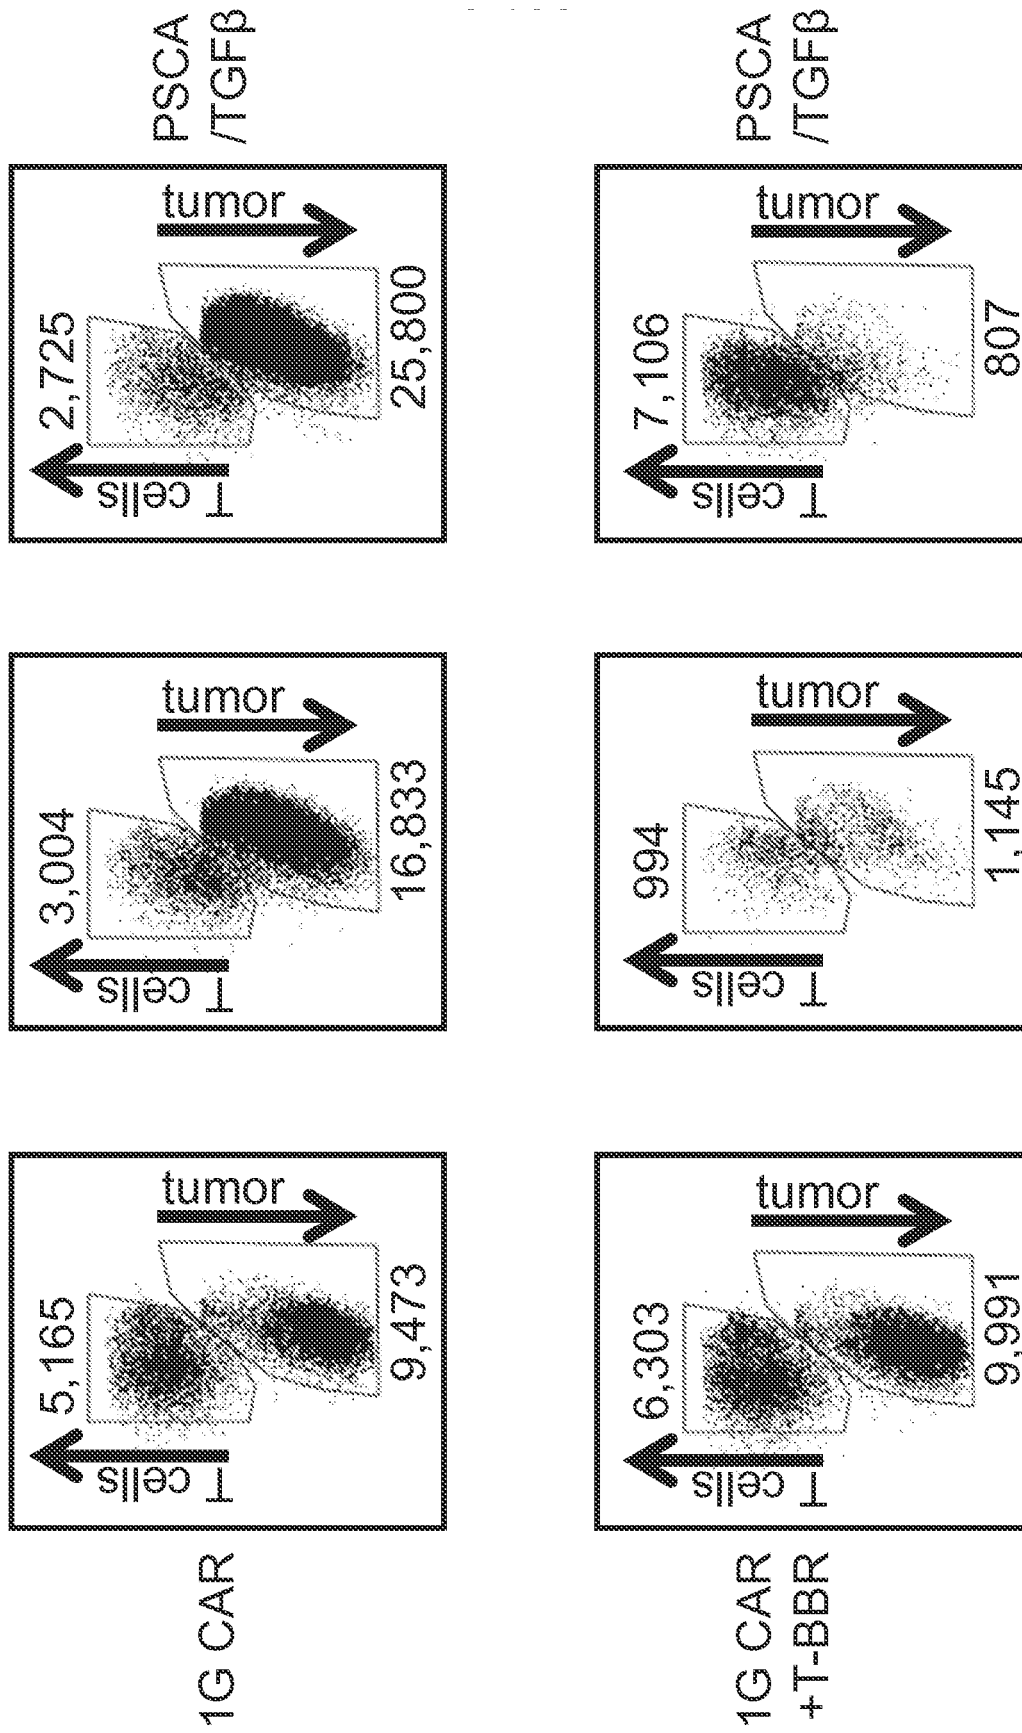 1G CAR
T cells
5,165
9,473
tumor
T cells
3,004
16,833
tumor
T cells
2,725
25,800
tumor
PSCA
/TGFβ
1G CAR
+T-BBR
T cells
6,303
9,991
tumor
T cells
994
1,145
tumor
T cells
7,106
807
tumor
PSCA
/TGFβ